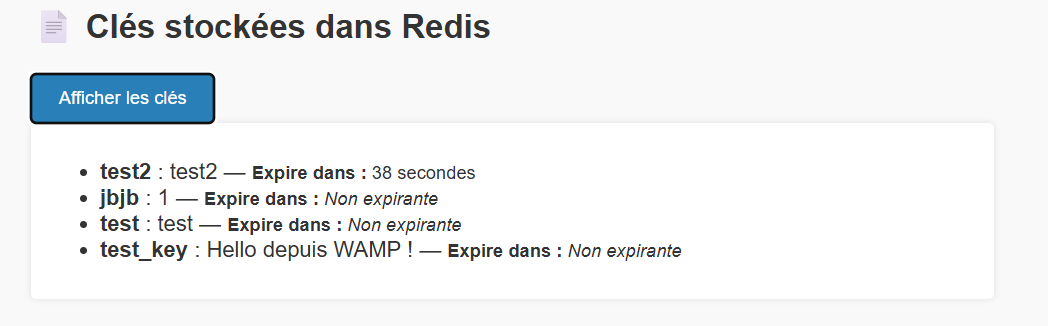 Clés stockées dans Redis
Afficher les clés
test2 : test2 — Expire dans : 38 secondes
jbjb : 1 — Expire dans : Non expirante
test : test — Expire dans : Non expirante
test_key : Hello depuis WAMP ! — Expire dans : Non expirante